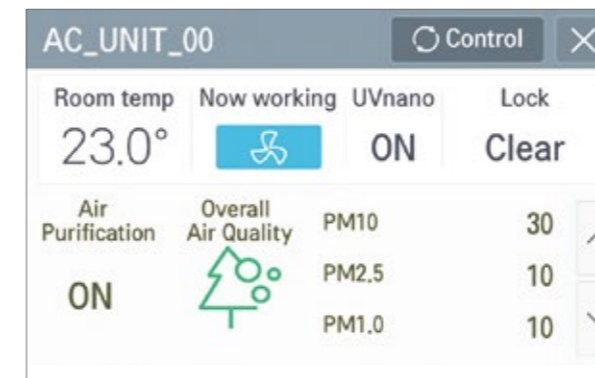 AC_UNIT_00 Control
Room temp Now working UVnano Lock
23.0° ON Clear
Air Purification Overall Air Quality PM10 30
ON PM2.5 10
PM1.0 10